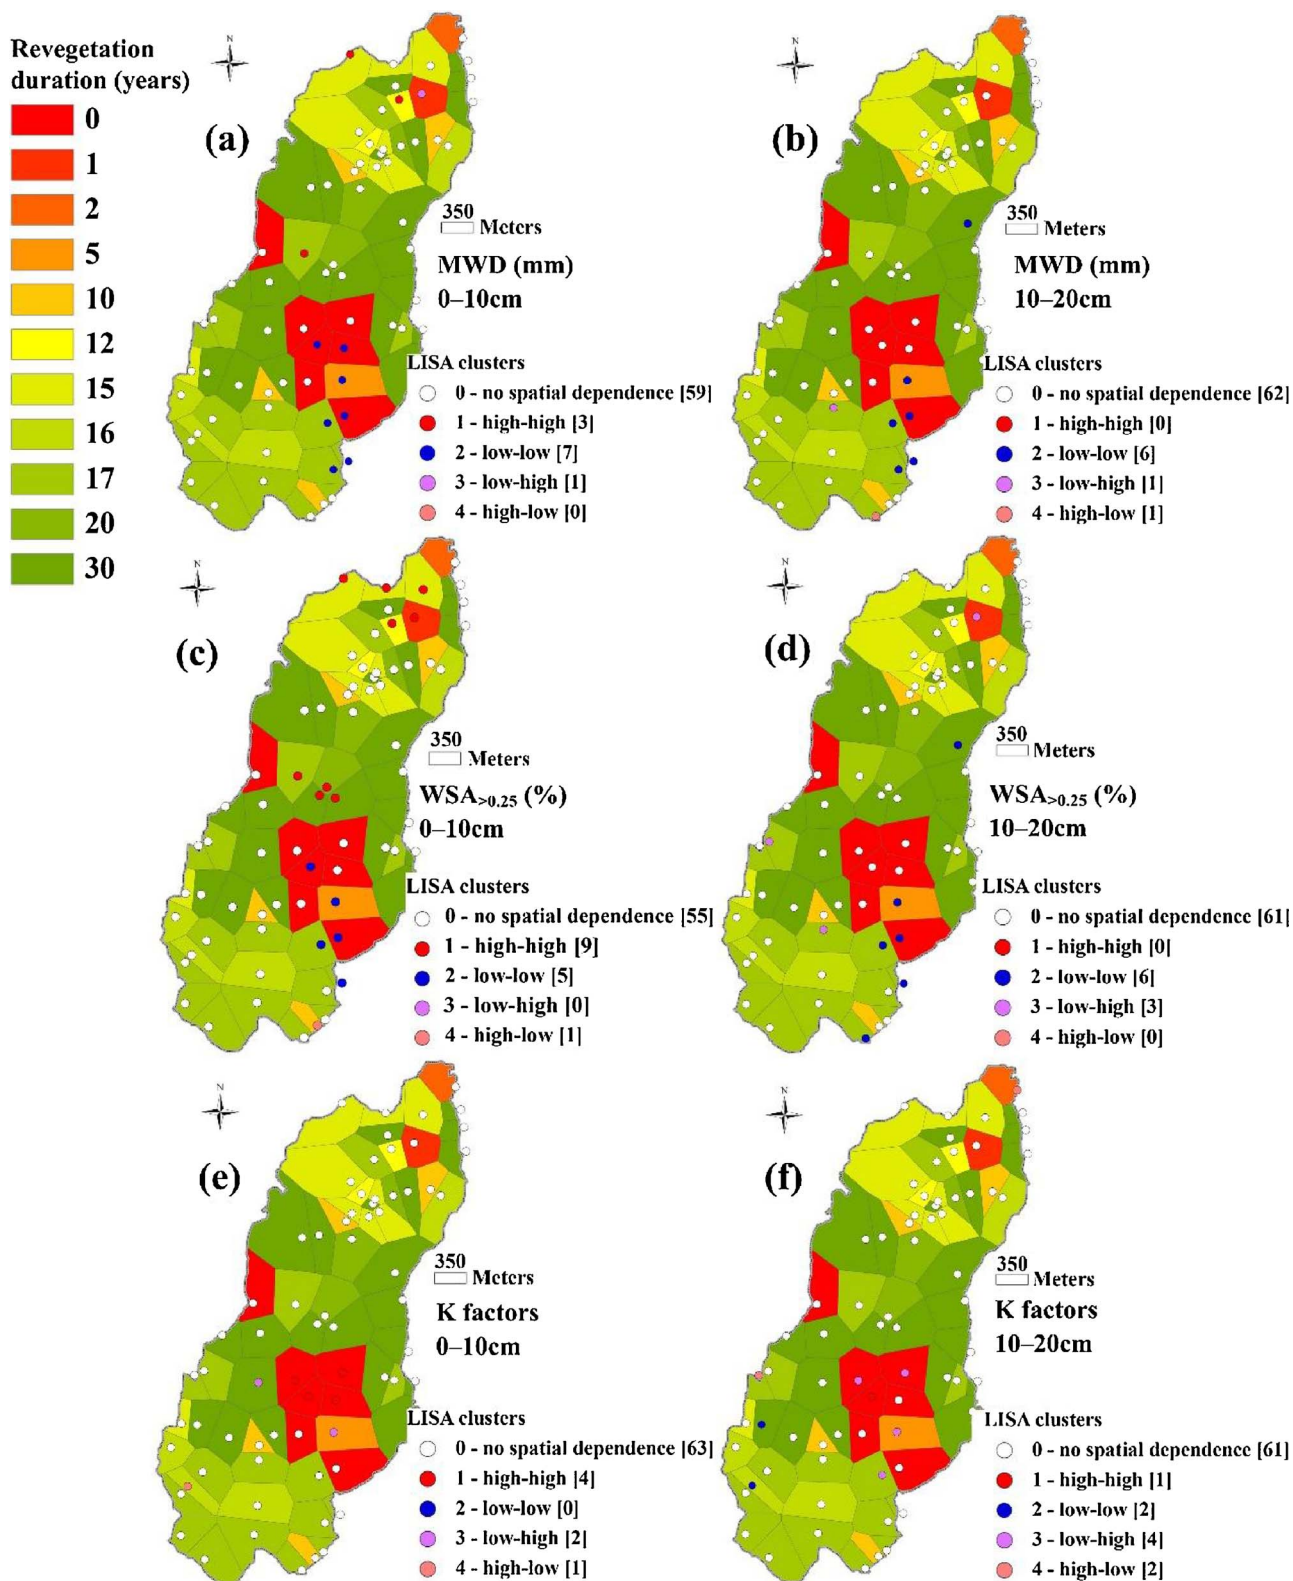 Revegetation
duration (years)
0
1
2
5
10
12
15
16
17
20
30
N
(a)
350
Meters
MWD (mm)
0–10cm
LISA clusters
0 - no spatial dependence [59]
1 - high-high [3]
2 - low-low [7]
3 - low-high [1]
4 - high-low [0]
N
(b)
350
Meters
MWD (mm)
10–20cm
LISA clusters
0 - no spatial dependence [62]
1 - high-high [0]
2 - low-low [6]
3 - low-high [1]
4 - high-low [1]
N
(c)
350
Meters
WSA>0.25 (%)
0–10cm
LISA clusters
0 - no spatial dependence [55]
1 - high-high [9]
2 - low-low [5]
3 - low-high [0]
4 - high-low [1]
(d)
350
Meters
WSA>0.25 (%)
10–20cm
LISA clusters
0 - no spatial dependence [61]
1 - high-high [0]
2 - low-low [6]
3 - low-high [3]
4 - high-low [0]
N
(e)
350
Meters
K factors
0–10cm
LISA clusters
0 - no spatial dependence [63]
1 - high-high [4]
2 - low-low [0]
3 - low-high [2]
4 - high-low [1]
N
(f)
350
Meters
K factors
10–20cm
LISA clusters
0 - no spatial dependence [61]
1 - high-high [1]
2 - low-low [2]
3 - low-high [4]
4 - high-low [2]